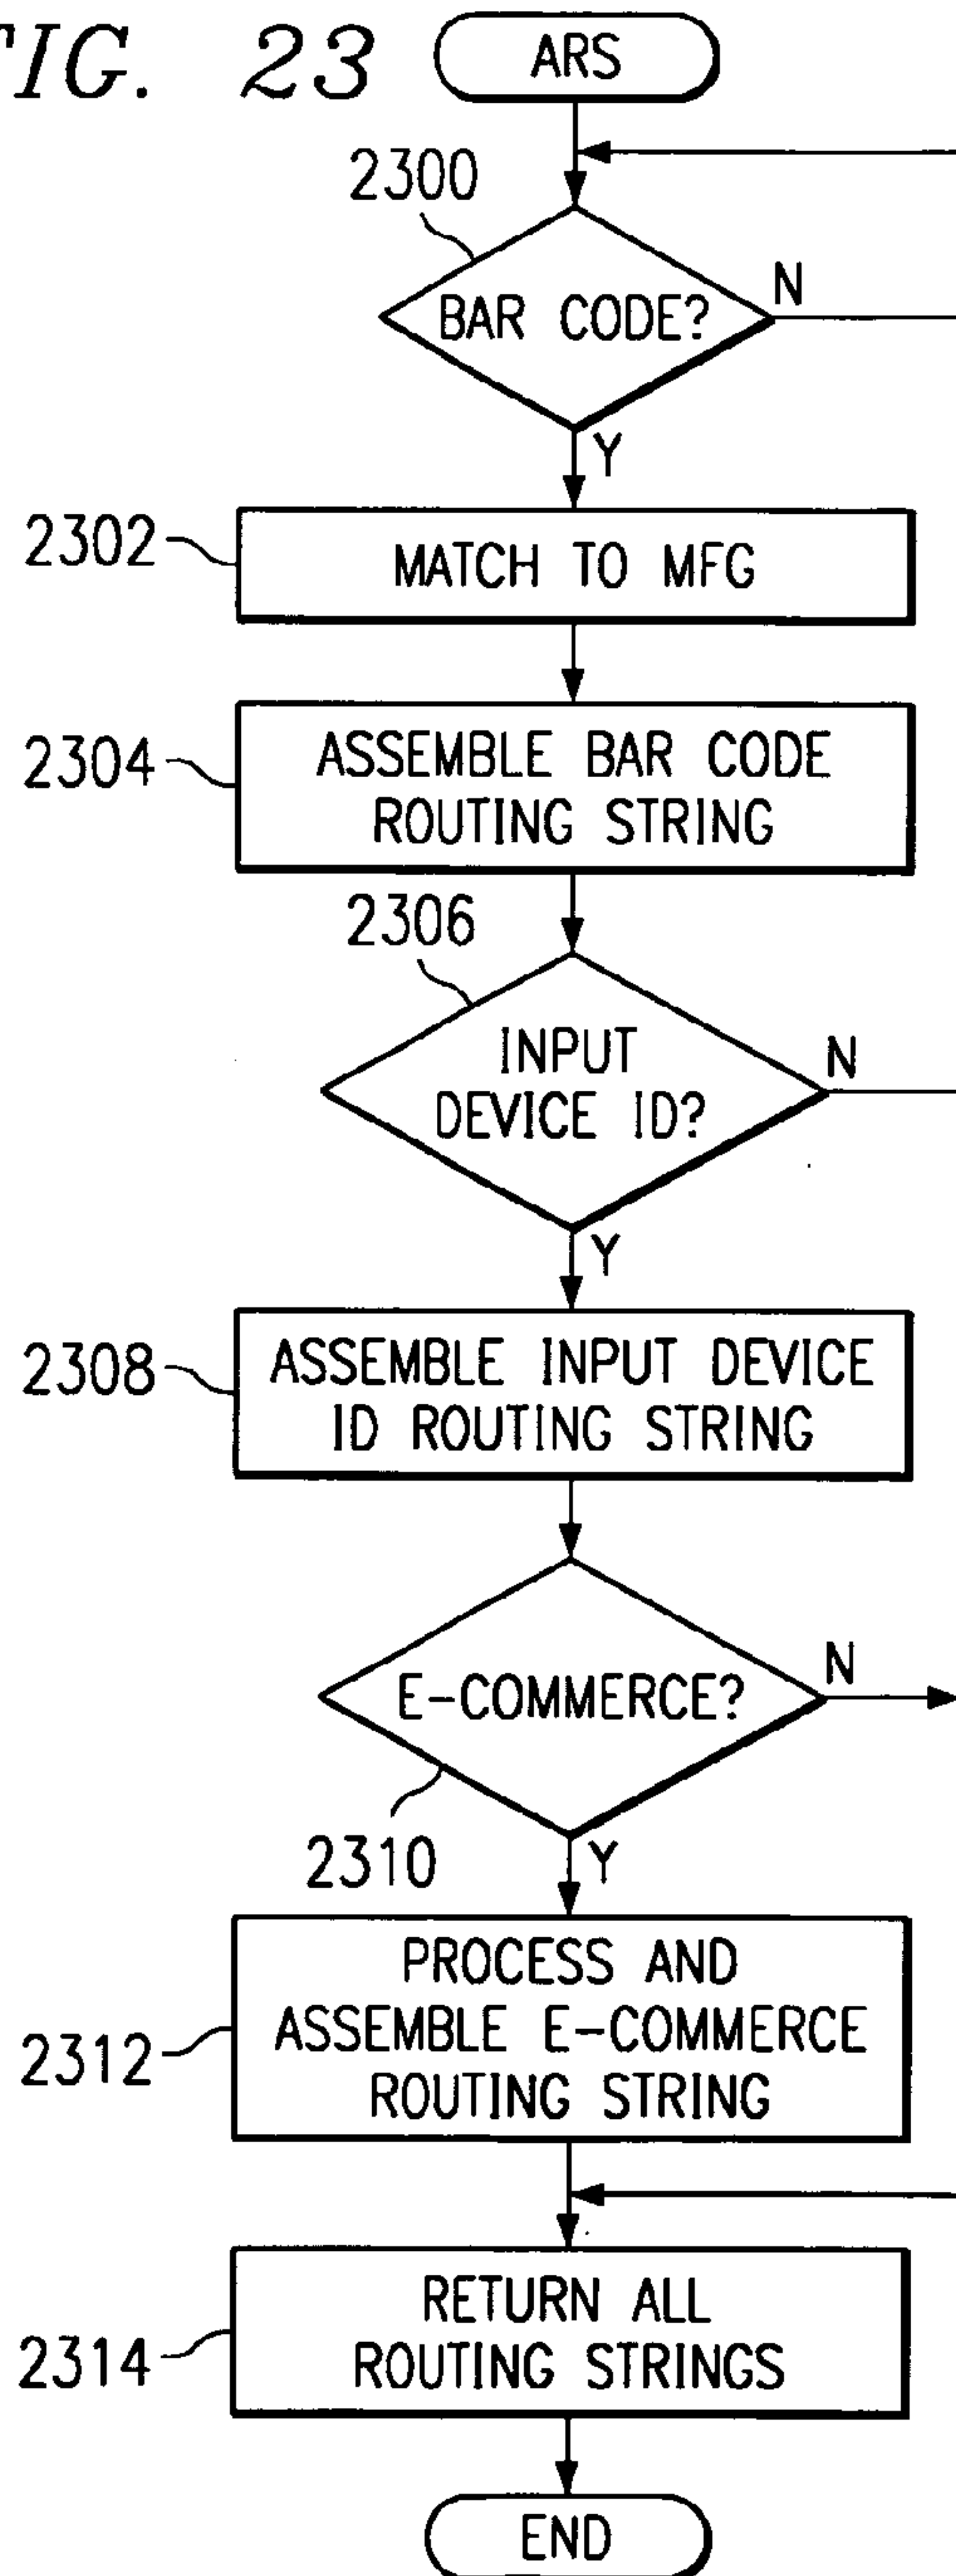 FIG. 23
ARS
2300
BAR CODE?
N
Y
2302
MATCH TO MFG
2304
ASSEMBLE BAR CODE
ROUTING STRING
2306
INPUT
DEVICE ID?
N
Y
2308
ASSEMBLE INPUT DEVICE
ID ROUTING STRING
E-COMMERCE?
N
2310
Y
2312
PROCESS AND
ASSEMBLE E-COMMERCE
ROUTING STRING
2314
RETURN ALL
ROUTING STRINGS
END